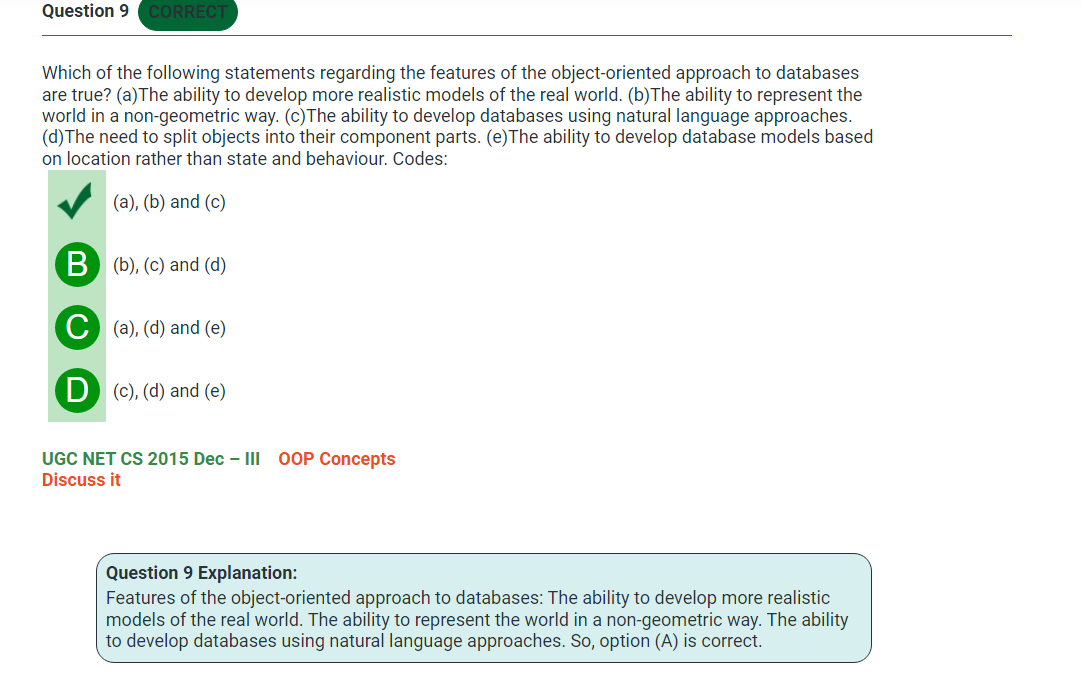 Question 9 CORRECT
Which of the following statements regarding the features of the object-oriented approach to databases
are true? (a)The ability to develop more realistic models of the real world. (b)The ability to represent the
world in a non-geometric way. (c)The ability to develop databases using natural language approaches.
(d)The need to split objects into their component parts. (e)The ability to develop database models based
on location rather than state and behaviour. Codes:
(a), (b) and (c)
B (b), (c) and (d)
C (a), (d) and (e)
D (c), (d) and (e)
UGC NET CS 2015 Dec – III OOP Concepts
Discuss it
Question 9 Explanation:
Features of the object-oriented approach to databases: The ability to develop more realistic
models of the real world. The ability to represent the world in a non-geometric way. The ability
to develop databases using natural language approaches. So, option (A) is correct.